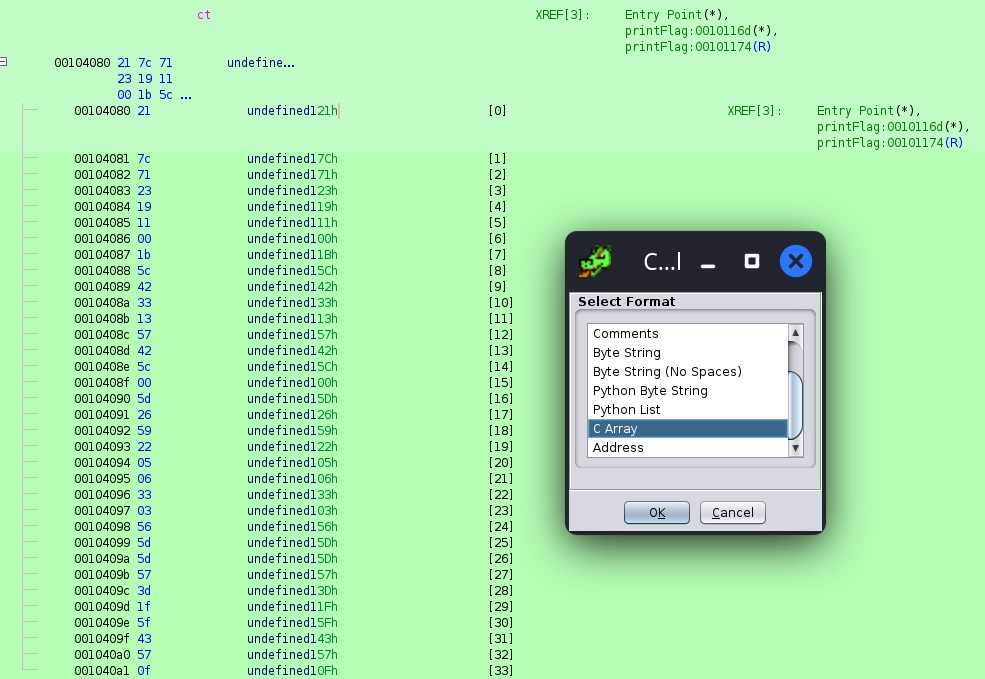 ct XREF[3]: Entry Point(*),
printFlag:0010116d(*),
printFlag:00101174(R)
00104080 21 7c 71 undefine...
23 19 11
00 1b 5c ...
00104080 21 undefined121h [0] XREF[3]: Entry Point(*),
printFlag:0010116d(*),
printFlag:00101174(R)
00104081 7c undefined17Ch [1]
00104082 71 undefined171h [2]
00104083 23 undefined123h [3]
00104084 19 undefined119h [4]
00104085 11 undefined111h [5]
00104086 00 undefined100h [6]
00104087 1b undefined11Bh [7]
00104088 5c undefined15Ch [8]
00104089 42 undefined142h [9]
0010408a 33 undefined133h [10]
0010408b 13 undefined113h [11]
0010408c 57 undefined157h [12]
0010408d 42 undefined142h [13]
0010408e 5c undefined15Ch [14]
0010408f 00 undefined100h [15]
00104090 5d undefined15Dh [16]
00104091 26 undefined126h [17]
00104092 59 undefined159h [18]
00104093 22 undefined122h [19]
00104094 05 undefined105h [20]
00104095 06 undefined106h [21]
00104096 33 undefined133h [22]
00104097 03 undefined103h [23]
00104098 56 undefined156h [24]
00104099 5d undefined15Dh [25]
0010409a 5d undefined15Dh [26]
0010409b 57 undefined157h [27]
0010409c 3d undefined13Dh [28]
0010409d 1f undefined11Fh [29]
0010409e 5f undefined15Fh [30]
0010409f 43 undefined143h [31]
001040a0 57 undefined157h [32]
001040a1 0f undefined10Fh [33]
C...l
Select Format
Comments
Byte String
Byte String (No Spaces)
Python Byte String
Python List
C Array
Address
OK Cancel